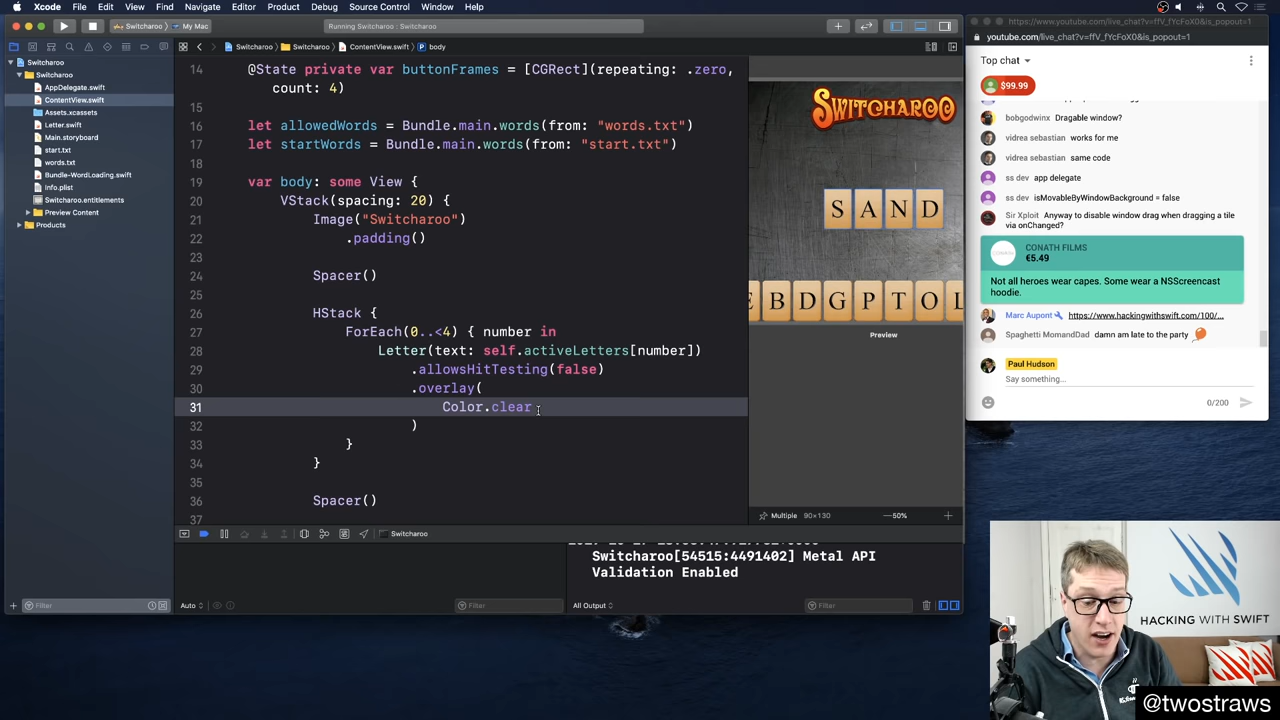 Xcode File Edit View Find Navigate Editor Product Debug Source Control Window Help
Switcharoo My Mac
Running Switcharoo : Switcharoo
https://www.youtube.com/live_chat?v=ffV_fYcFoX0&is_popout=1
youtube.com/live_chat?v=ffV_fYcFoX0&is_popout=1
Switcharoo
Switcharoo
AppDelegate.swift
ContentView.swift
Assets.xcassets
Letter.swift
Main.storyboard
start.txt
words.txt
Bundle-WordLoading.swift
Info.plist
Switcharoo.entitlements
Preview Content
Products
Filter
Switcharoo Switcharoo ContentView.swift body
14 @State private var buttonFrames = [CGRect](repeating: .zero,
count: 4)
15
16 let allowedWords = Bundle.main.words(from: "words.txt")
17 let startWords = Bundle.main.words(from: "start.txt")
18
19 var body: some View {
20 VStack(spacing: 20) {
21 Image("Switcharoo")
22 .padding()
23
24 Spacer()
25
26 HStack {
27 ForEach(0..<4) { number in
28 Letter(text: self.activeLetters[number])
29 .allowsHitTesting(false)
30 .overlay(
31 Color.clear
32 )
33 }
34 }
35
36 Spacer()
37
SWITCHAROO
S A N D
E B D G P T O L
Preview
Multiple 90×130
50%
Switcharoo
Switcharoo[54515:4491402] Metal API
Validation Enabled
Auto
Filter
All Output
Filter
Top chat
$99.99
bobgodwinx Dragable window?
vidrea sebastian works for me
vidrea sebastian same code
ss dev app delegate
ss dev isMovableByWindowBackground = false
Sir Xploit Anyway to disable window drag when dragging a tile
via onChanged?
CONATH FILMS
€5.49
Not all heroes wear capes. Some wear a NSScreencast
hoodie.
Marc Aupont https://www.hackingwithswift.com/100/...
Spaghetti MomandDad damn am late to the party
Paul Hudson
Say something...
0/200
HACKING WITH SWIFT
@twostraws